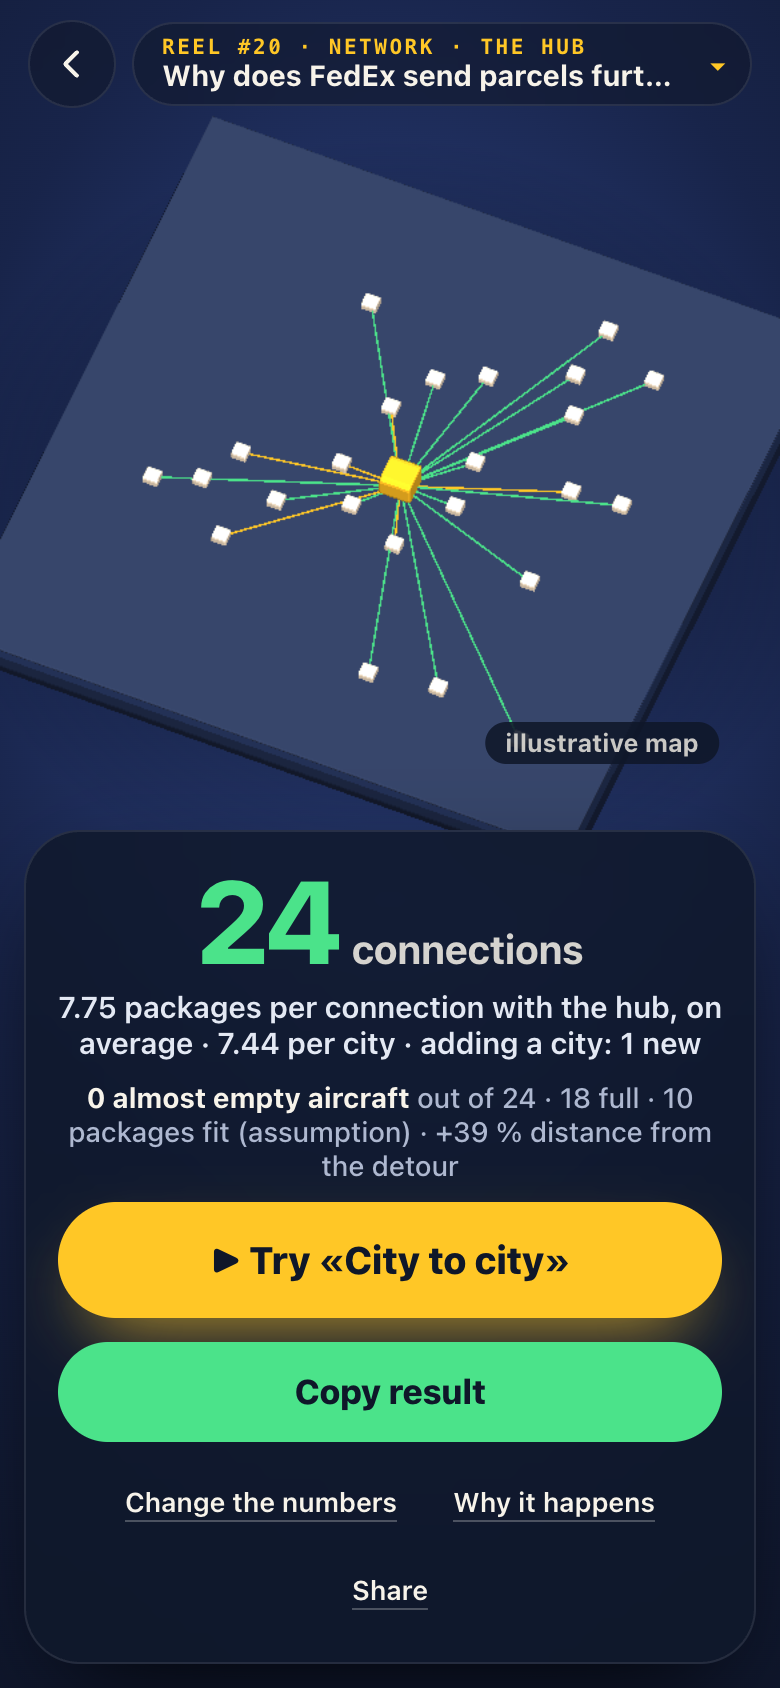 REEL #20 · NETWORK · THE HUB
Why does FedEx send parcels furt...
illustrative map
24 connections
7.75 packages per connection with the hub, on
average · 7.44 per city · adding a city: 1 new
0 almost empty aircraft out of 24 · 18 full · 10
packages fit (assumption) · +39 % distance from
the detour
▶ Try «City to city»
Copy result
Change the numbers
Why it happens
Share